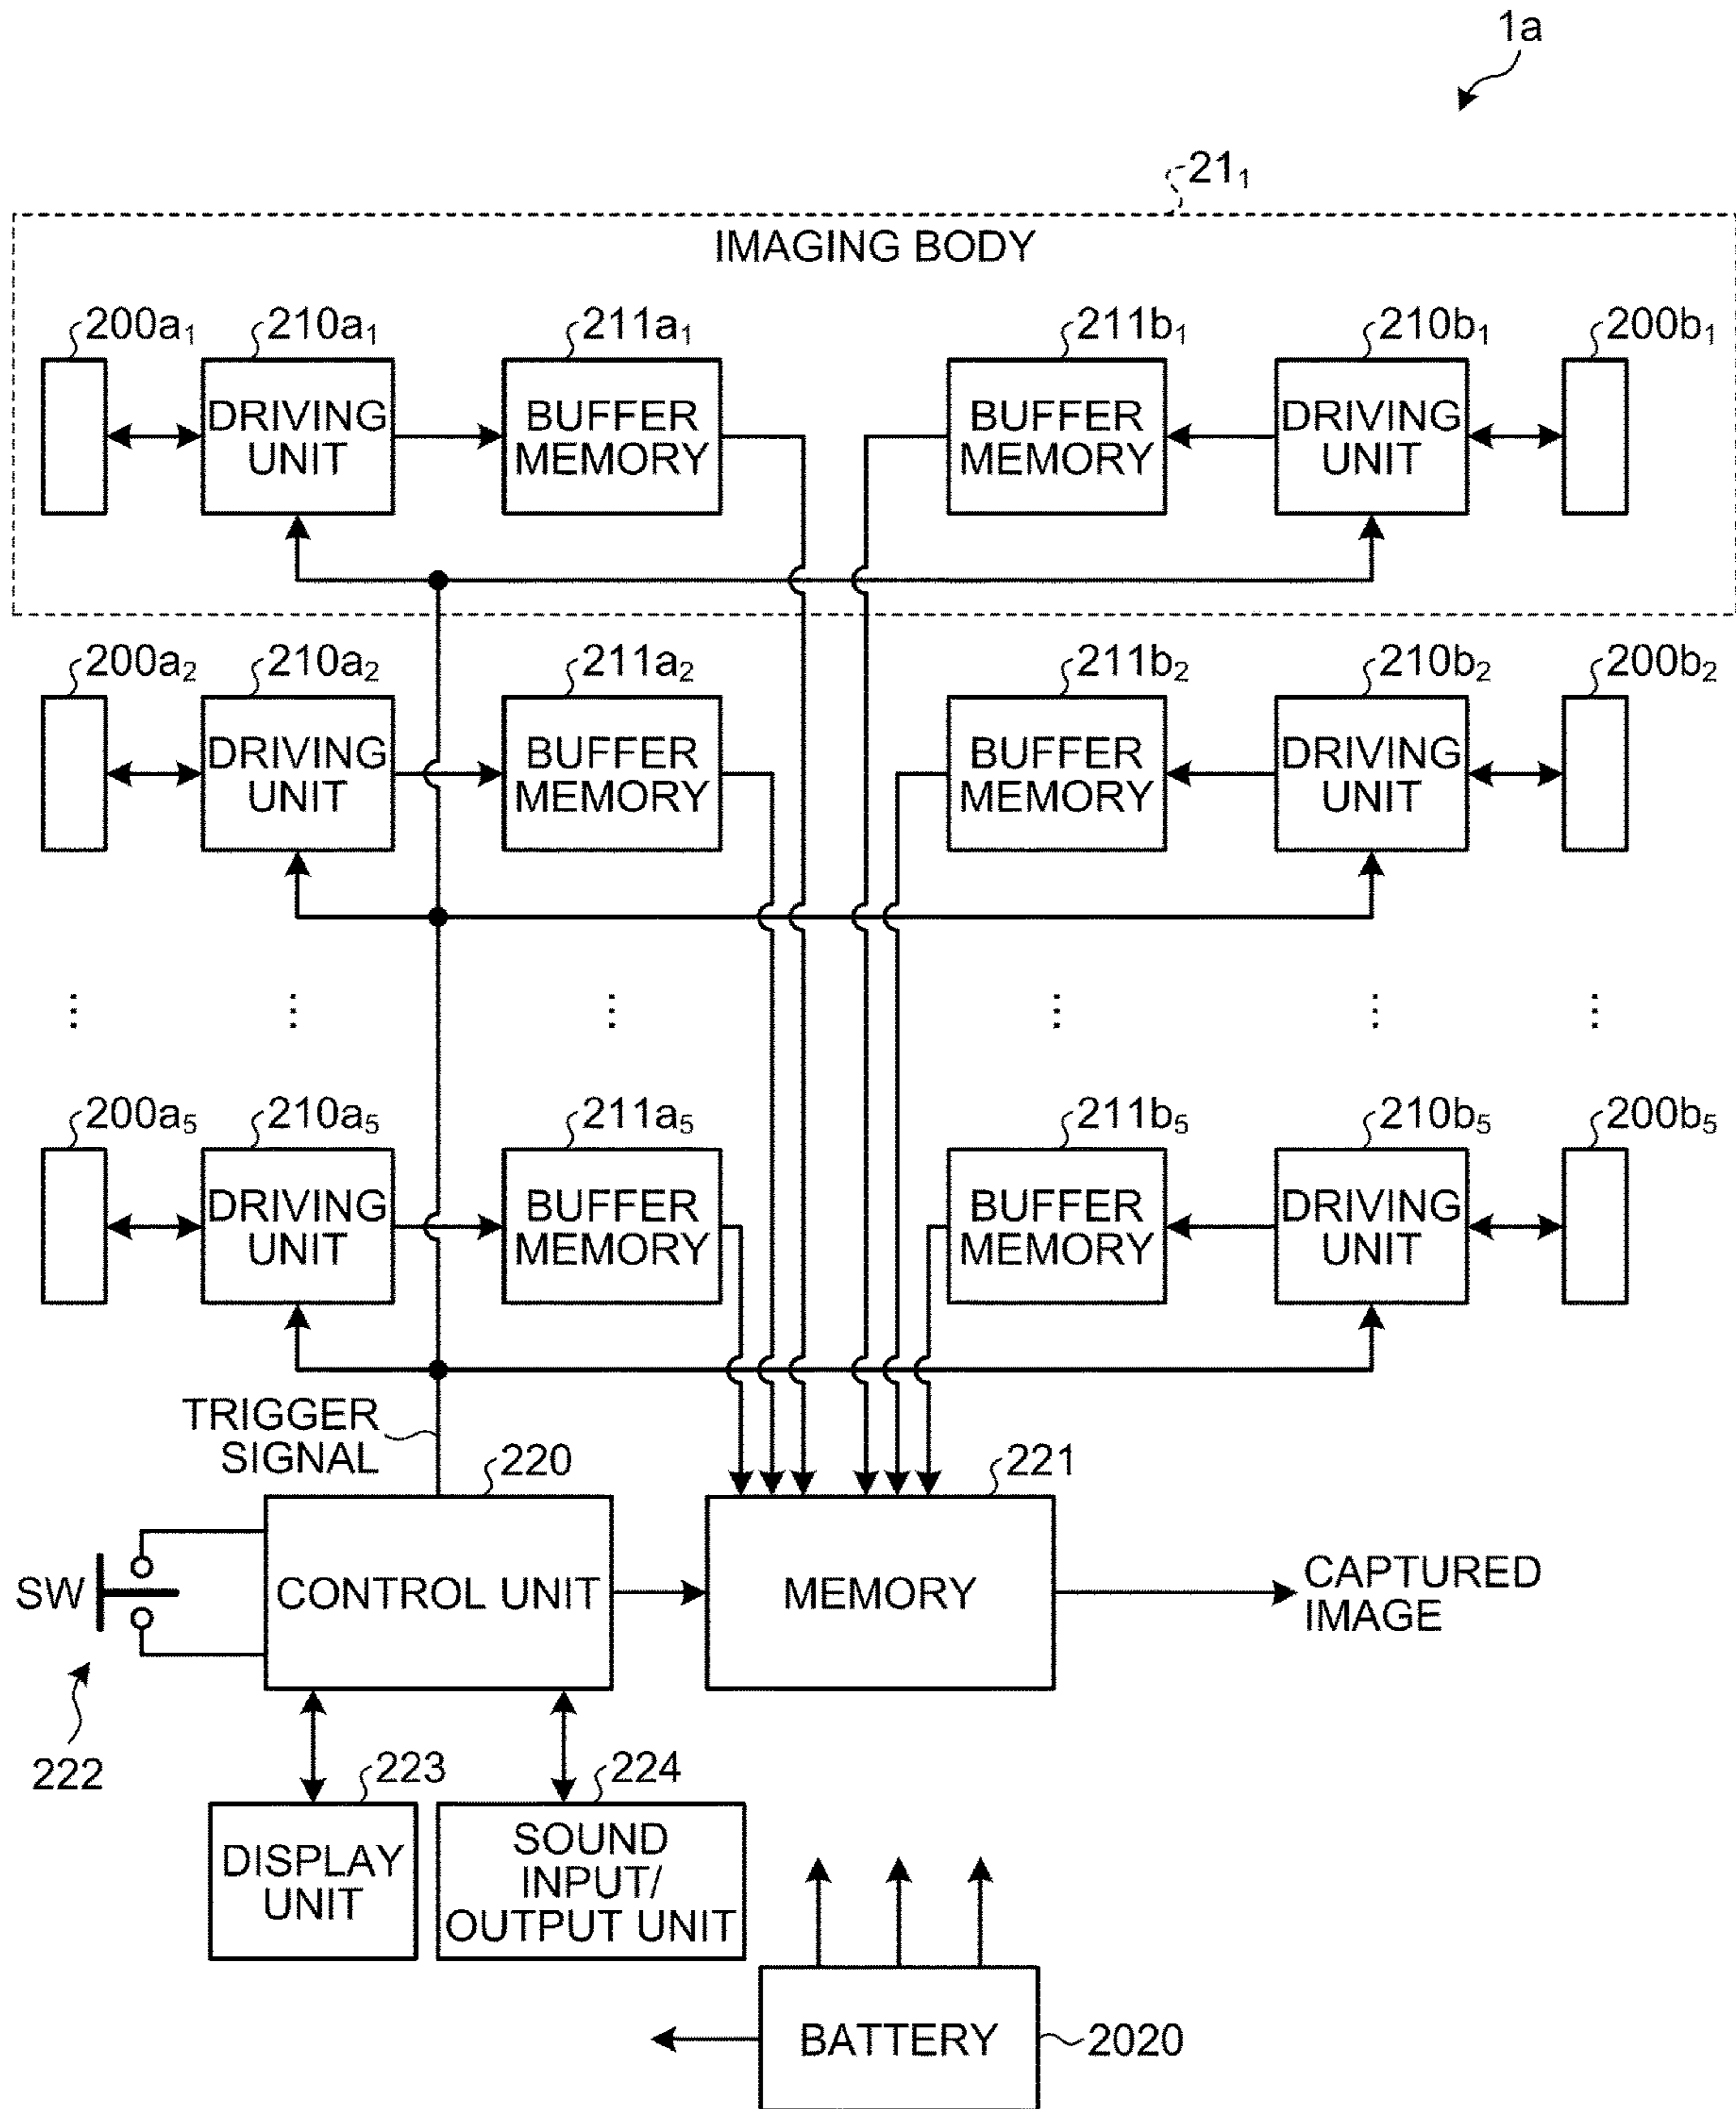 1a
21₁
IMAGING BODY
200a₁
210a₁
211a₁
211b₁
210b₁
200b₁
DRIVING
UNIT
BUFFER
MEMORY
BUFFER
MEMORY
DRIVING
UNIT
200a₂
210a₂
211a₂
211b₂
210b₂
200b₂
DRIVING
UNIT
BUFFER
MEMORY
BUFFER
MEMORY
DRIVING
UNIT
200a₅
210a₅
211a₅
211b₅
210b₅
200b₅
DRIVING
UNIT
BUFFER
MEMORY
BUFFER
MEMORY
DRIVING
UNIT
TRIGGER
SIGNAL
220
221
SW
CONTROL UNIT
MEMORY
CAPTURED
IMAGE
222
223
224
DISPLAY
UNIT
SOUND
INPUT/
OUTPUT UNIT
BATTERY
2020